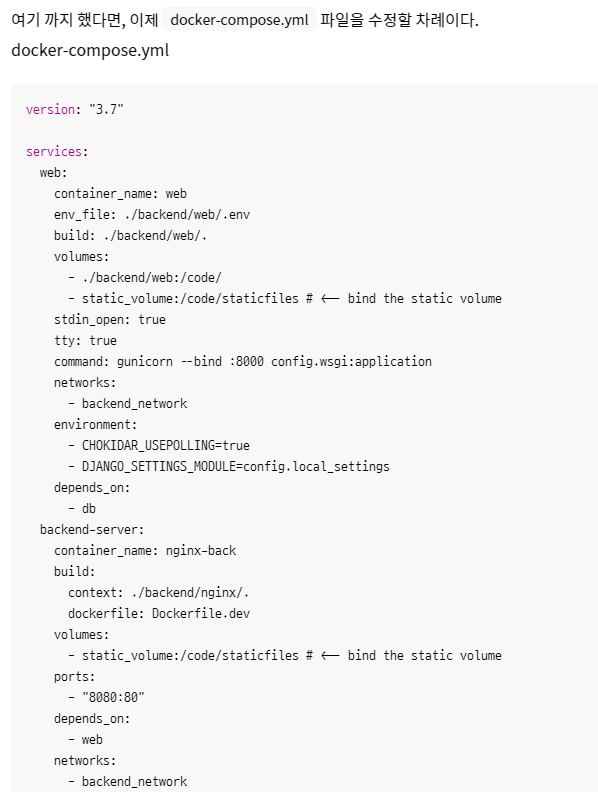 여기 까지 했다면, 이제 docker-compose.yml 파일을 수정할 차례이다.
docker-compose.yml
version: "3.7"
services:
  web:
    container_name: web
    env_file: ./backend/web/.env
    build: ./backend/web/.
    volumes:
      - ./backend/web:/code/
      - static_volume:/code/staticfiles # <-- bind the static volume
    stdin_open: true
    tty: true
    command: gunicorn --bind :8000 config.wsgi:application
    networks:
      - backend_network
    environment:
      - CHOKIDAR_USEPOLLING=true
      - DJANGO_SETTINGS_MODULE=config.local_settings
    depends_on:
      - db
  backend-server:
    container_name: nginx-back
    build:
      context: ./backend/nginx/.
      dockerfile: Dockerfile.dev
    volumes:
      - static_volume:/code/staticfiles # <-- bind the static volume
    ports:
      - "8080:80"
    depends_on:
      - web
    networks:
      - backend_network